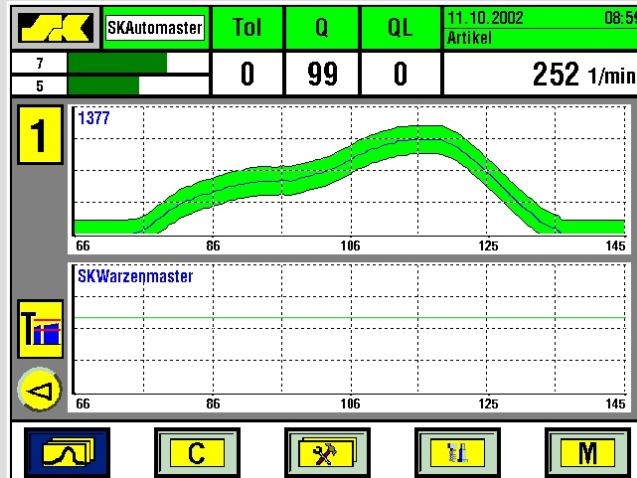 SK SKAutomaster Tol Q QL 11.10.2002 08:59
Artikel
7
5
0 99 0 252 1/min
1
1377
66 86 106 125 145
SKWarzenmaster
T
66 86 106 125 145
C M